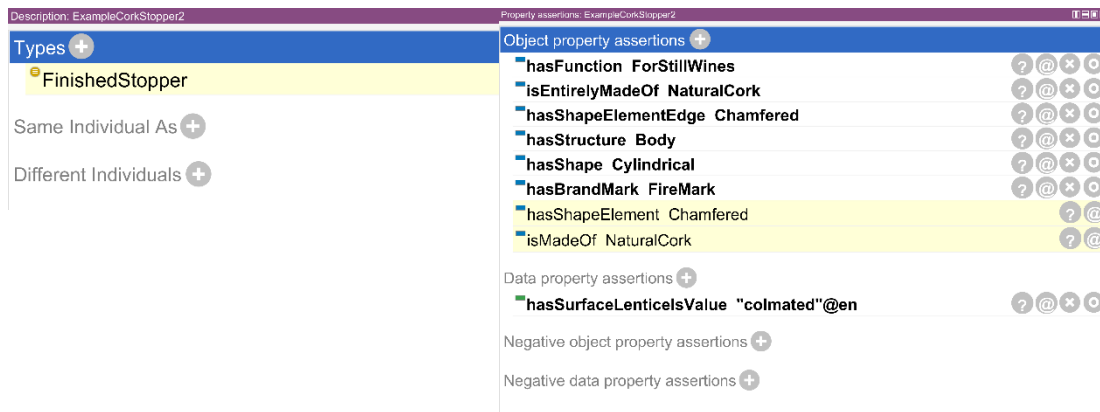 Description: ExampleCorkStopper2
Types
FinishedStopper
Same Individual As
Different Individuals
Property assertions: ExampleCorkStopper2
Object property assertions
hasFunction ForStillWines
isEntirelyMadeOf NaturalCork
hasShapeElementEdge Chamfered
hasStructure Body
hasShape Cylindrical
hasBrandMark FireMark
hasShapeElement Chamfered
isMadeOf NaturalCork
Data property assertions
hasSurfaceLenticelsValue "colmated"@en
Negative object property assertions
Negative data property assertions